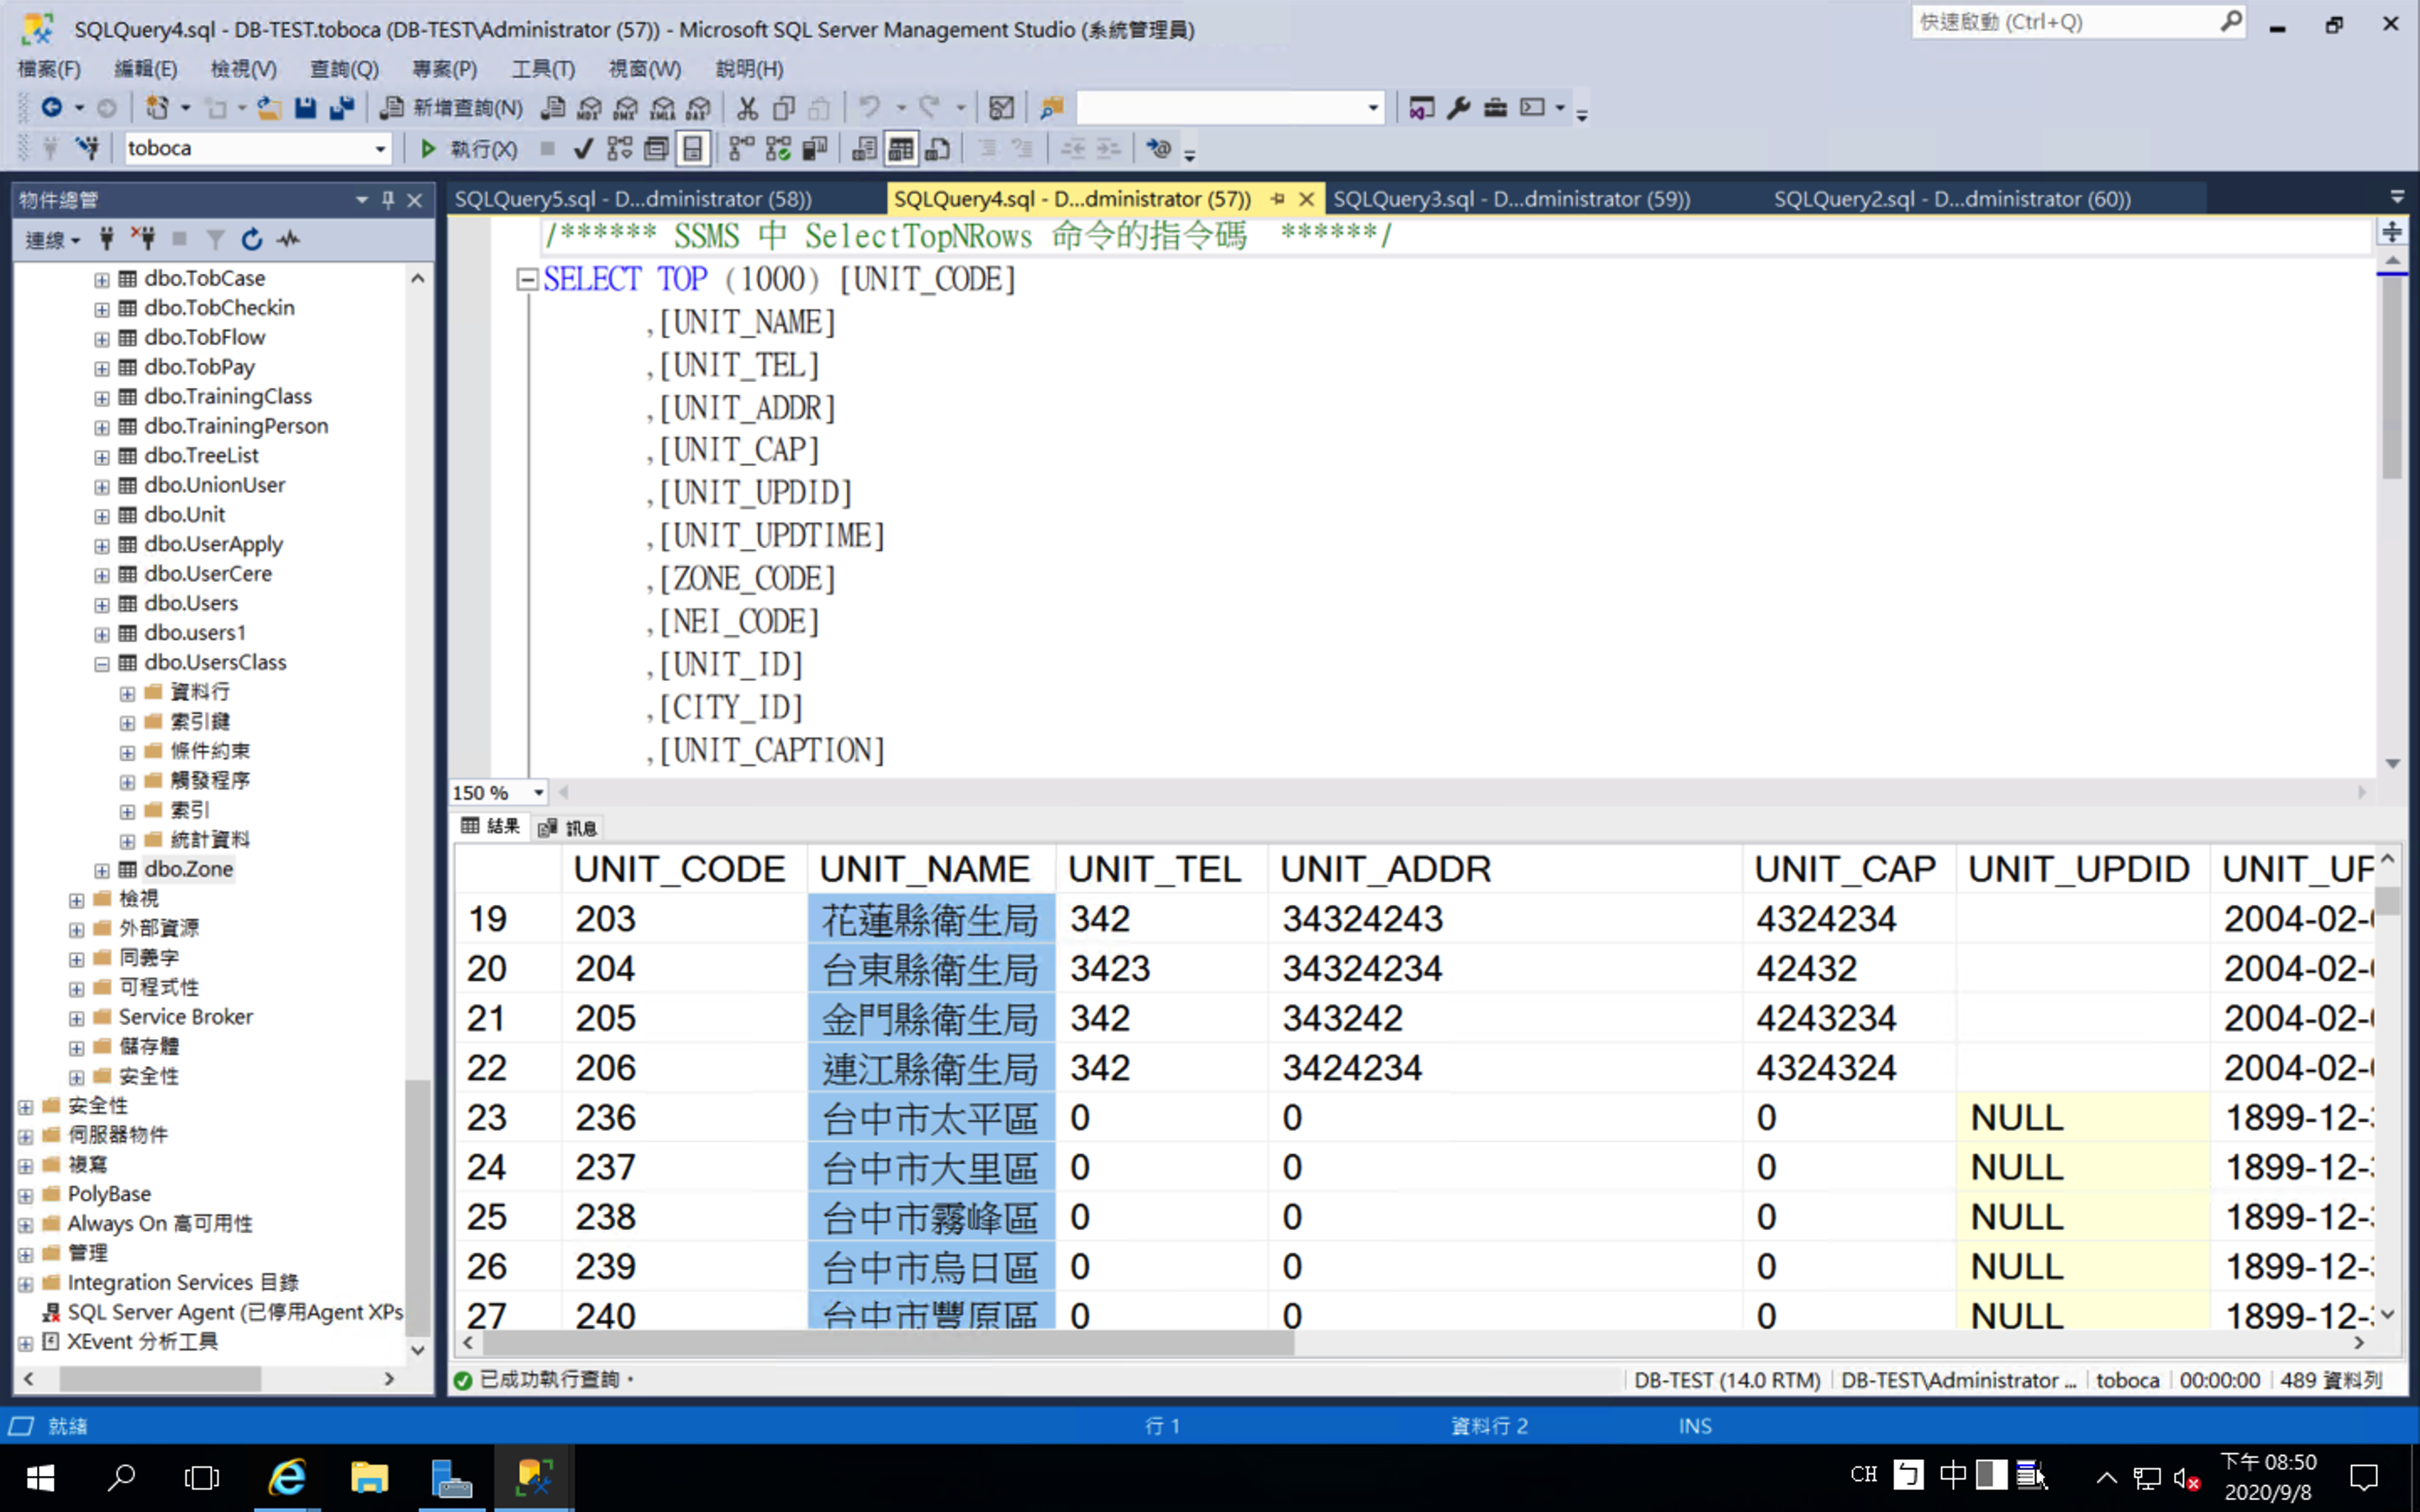 SQLQuery4.sql - DB-TEST.toboca (DB-TEST\Administrator (57)) - Microsoft SQL Server Management Studio (系統管理員)
快速啟動 (Ctrl+Q)
檔案(F) 編輯(E) 檢視(V) 查詢(Q) 專案(P) 工具(T) 視窗(W) 說明(H)
新增查詢(N) MDX DMX XMLA DAX
toboca 執行(X)
物件總管
連線
dbo.TobCase
dbo.TobCheckin
dbo.TobFlow
dbo.TobPay
dbo.TrainingClass
dbo.TrainingPerson
dbo.TreeList
dbo.UnionUser
dbo.Unit
dbo.UserApply
dbo.UserCere
dbo.Users
dbo.users1
dbo.UsersClass
資料行
索引鍵
條件約束
觸發程序
索引
統計資料
dbo.Zone
檢視
外部資源
同義字
可程式性
Service Broker
儲存體
安全性
安全性
伺服器物件
複寫
PolyBase
Always On 高可用性
管理
Integration Services 目錄
SQL Server Agent (已停用Agent XPs
XEvent 分析工具
SQLQuery5.sql - D...dministrator (58)) SQLQuery4.sql - D...dministrator (57)) SQLQuery3.sql - D...dministrator (59)) SQLQuery2.sql - D...dministrator (60))
/****** SSMS 中 SelectTopNRows 命令的指令碼 ******/
SELECT TOP (1000) [UNIT_CODE]
,[UNIT_NAME]
,[UNIT_TEL]
,[UNIT_ADDR]
,[UNIT_CAP]
,[UNIT_UPDID]
,[UNIT_UPDTIME]
,[ZONE_CODE]
,[NEI_CODE]
,[UNIT_ID]
,[CITY_ID]
,[UNIT_CAPTION]
150 %
結果 訊息
UNIT_CODE UNIT_NAME UNIT_TEL UNIT_ADDR UNIT_CAP UNIT_UPDID UNIT_UP
19 203 花蓮縣衛生局 342 34324243 4324234 2004-02-
20 204 台東縣衛生局 3423 34324234 42432 2004-02-
21 205 金門縣衛生局 342 343242 4243234 2004-02-
22 206 連江縣衛生局 342 3424234 4324324 2004-02-
23 236 台中市太平區 0 0 0 NULL 1899-12-
24 237 台中市大里區 0 0 0 NULL 1899-12-
25 238 台中市霧峰區 0 0 0 NULL 1899-12-
26 239 台中市烏日區 0 0 0 NULL 1899-12-
27 240 台中市豐原區 0 0 0 NULL 1899-12-
已成功執行查詢。 DB-TEST (14.0 RTM) DB-TEST\Administrator ... toboca 00:00:00 489 資料列
就緒 行 1 資料行 2 INS
CH ㄅ 中 下午 08:50
2020/9/8